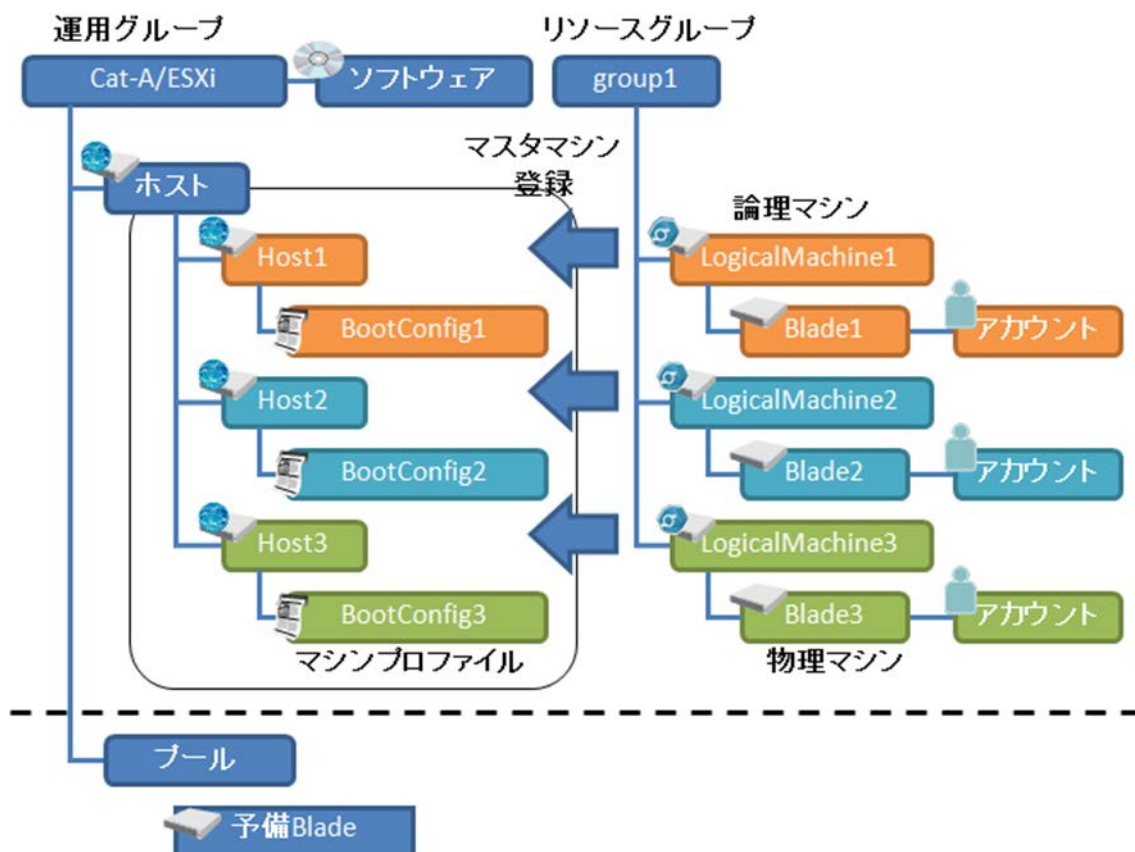 運用グループ
リソースグループ
Cat-A/ESXi
ソフトウェア
group1
マスタマシン
登録
ホスト
論理マシン
Host1
LogicalMachine1
BootConfig1
Blade1
アカウント
Host2
LogicalMachine2
BootConfig2
Blade2
アカウント
Host3
LogicalMachine3
BootConfig3
Blade3
アカウント
マシンプロファイル
物理マシン
プール
予備Blade